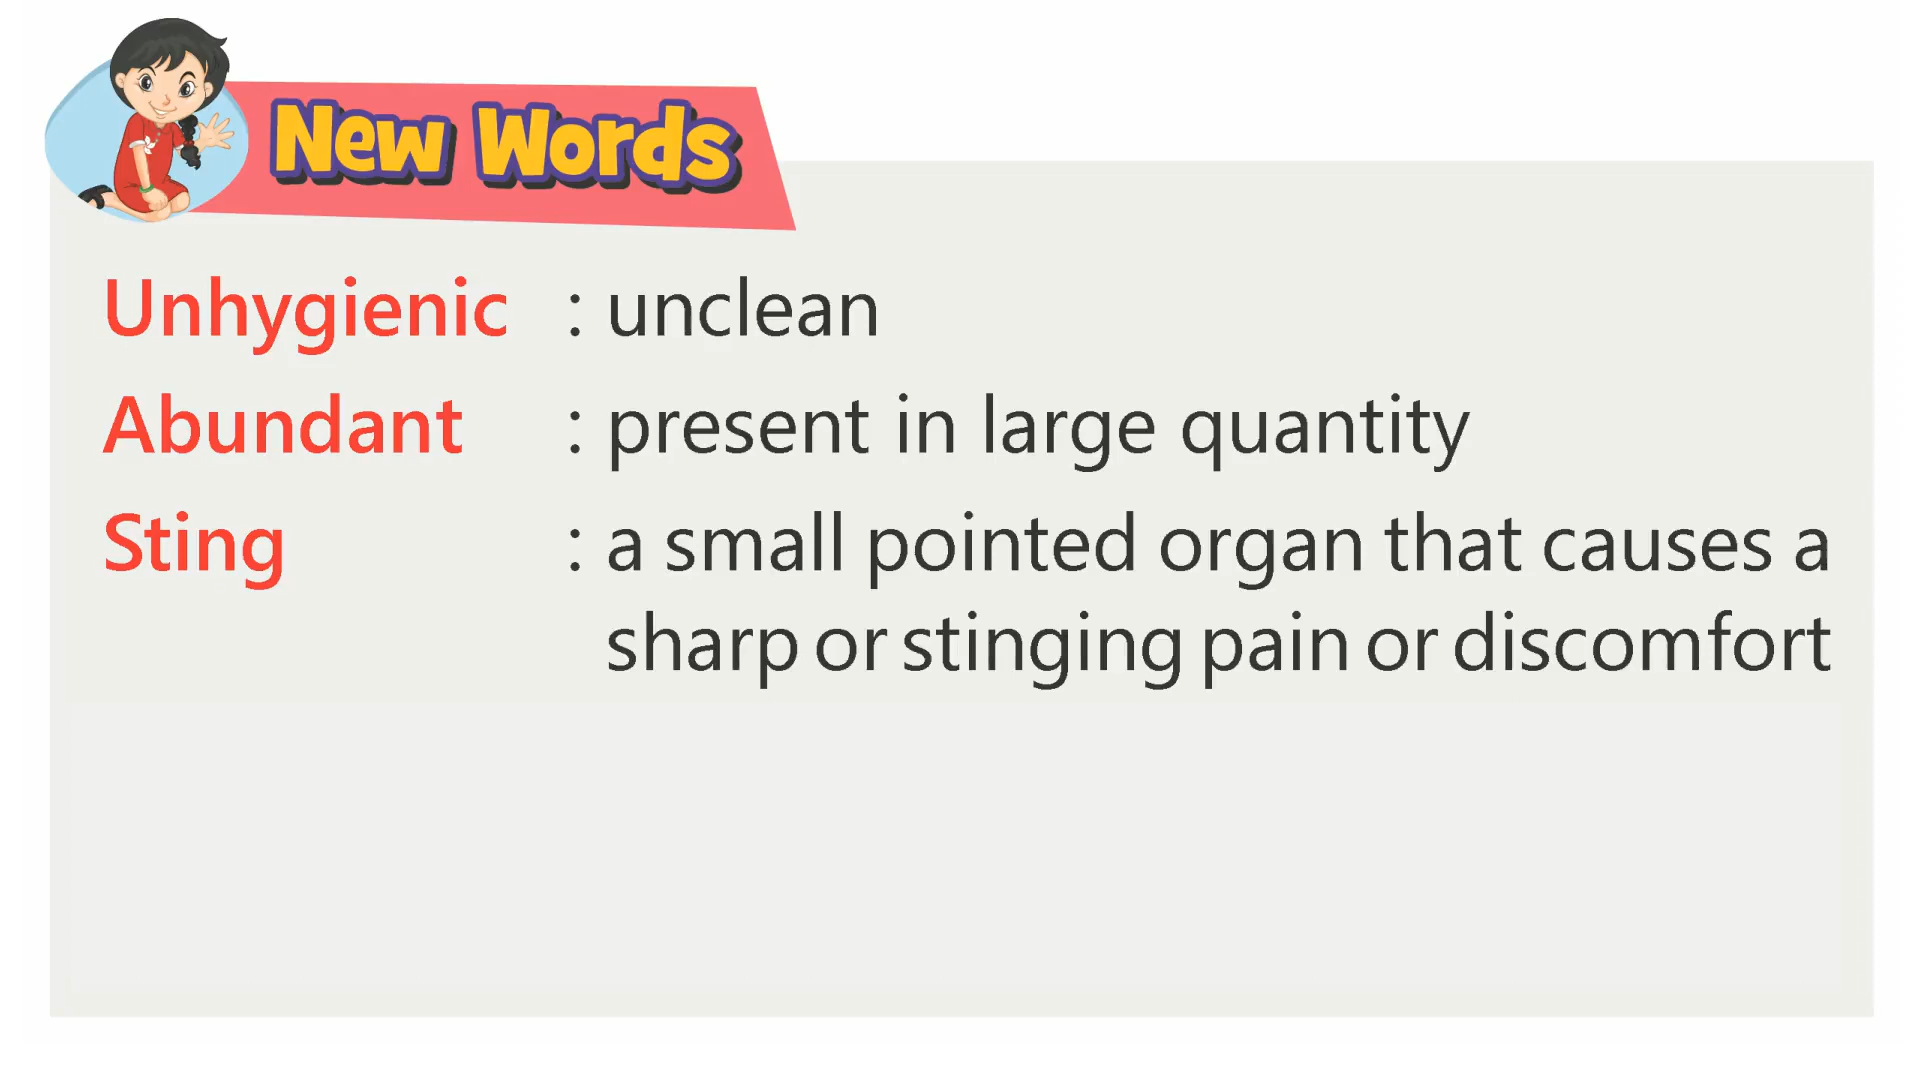 New Words
Unhygienic : unclean
Abundant : present in large quantity
Sting : a small pointed organ that causes a
sharp or stinging pain or discomfort